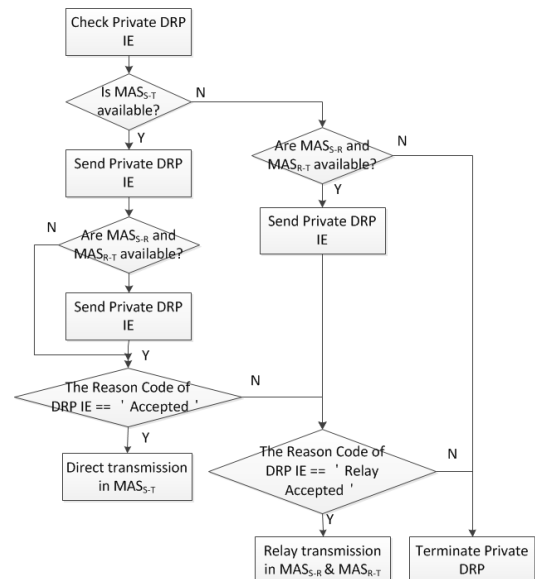 Check Private DRP
IE
Is MAS_S-T
available?
N
Y
Send Private DRP
IE
Are MAS_S-R and
MAS_R-T available?
N
Y
Send Private DRP
IE
N
Are MAS_S-R and
MAS_R-T available?
Send Private DRP
IE
Y
The Reason Code of
DRP IE == ' Accepted '
N
Y
Direct transmission
in MAS_S-T
The Reason Code of
DRP IE == ' Relay
Accepted '
N
Y
Relay transmission
in MAS_S-R & MAS_R-T
Terminate Private
DRP